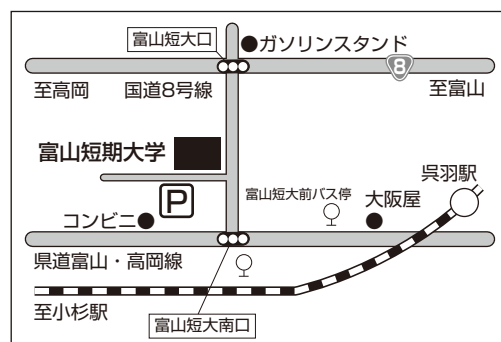 富山短大口
ガソリンスタンド
8
至高岡
国道8号線
至富山
富山短期大学
P
呉羽駅
富山短大前バス停
大阪屋
コンビニ
県道富山・高岡線
至小杉駅
富山短大南口